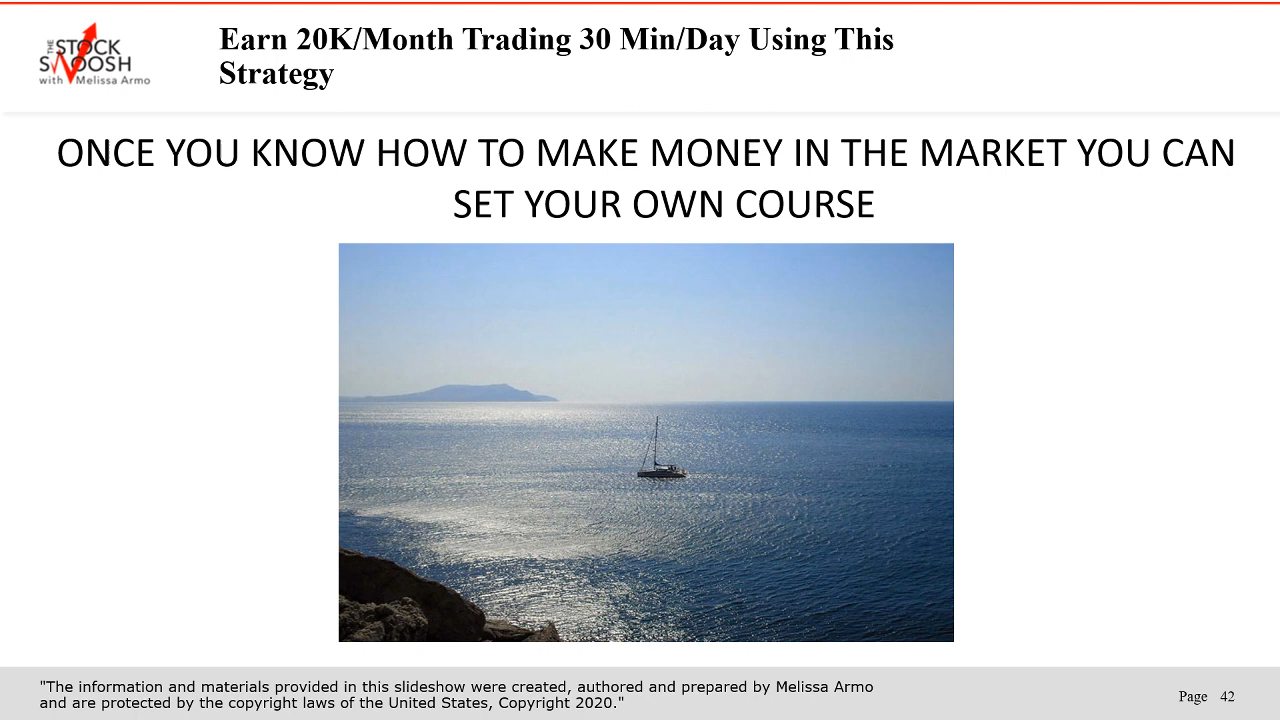 THE
STOCK
SWOOSH
with Melissa Armo
Earn 20K/Month Trading 30 Min/Day Using This
Strategy
ONCE YOU KNOW HOW TO MAKE MONEY IN THE MARKET YOU CAN
SET YOUR OWN COURSE
"The information and materials provided in this slideshow were created, authored and prepared by Melissa Armo
and are protected by the copyright laws of the United States, Copyright 2020."
Page 42